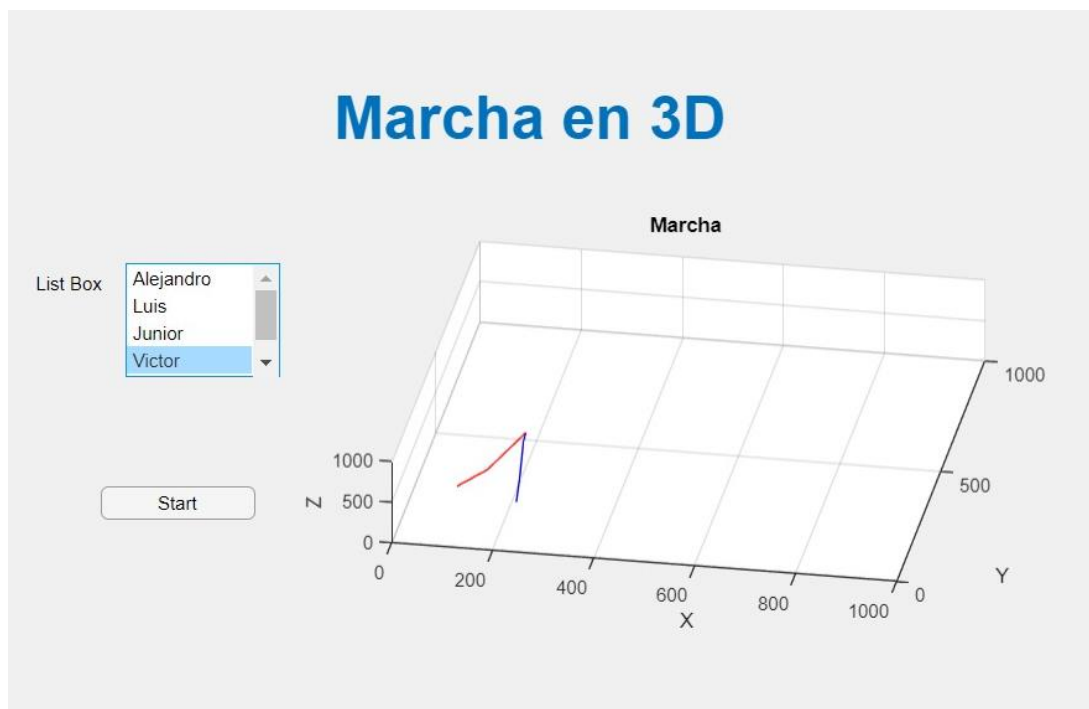 Marcha en 3D
Marcha
List Box
Alejandro
Luis
Junior
Victor
Start
1000
500
0
Z
0
200
400
600
800
1000
X
0
500
1000
Y